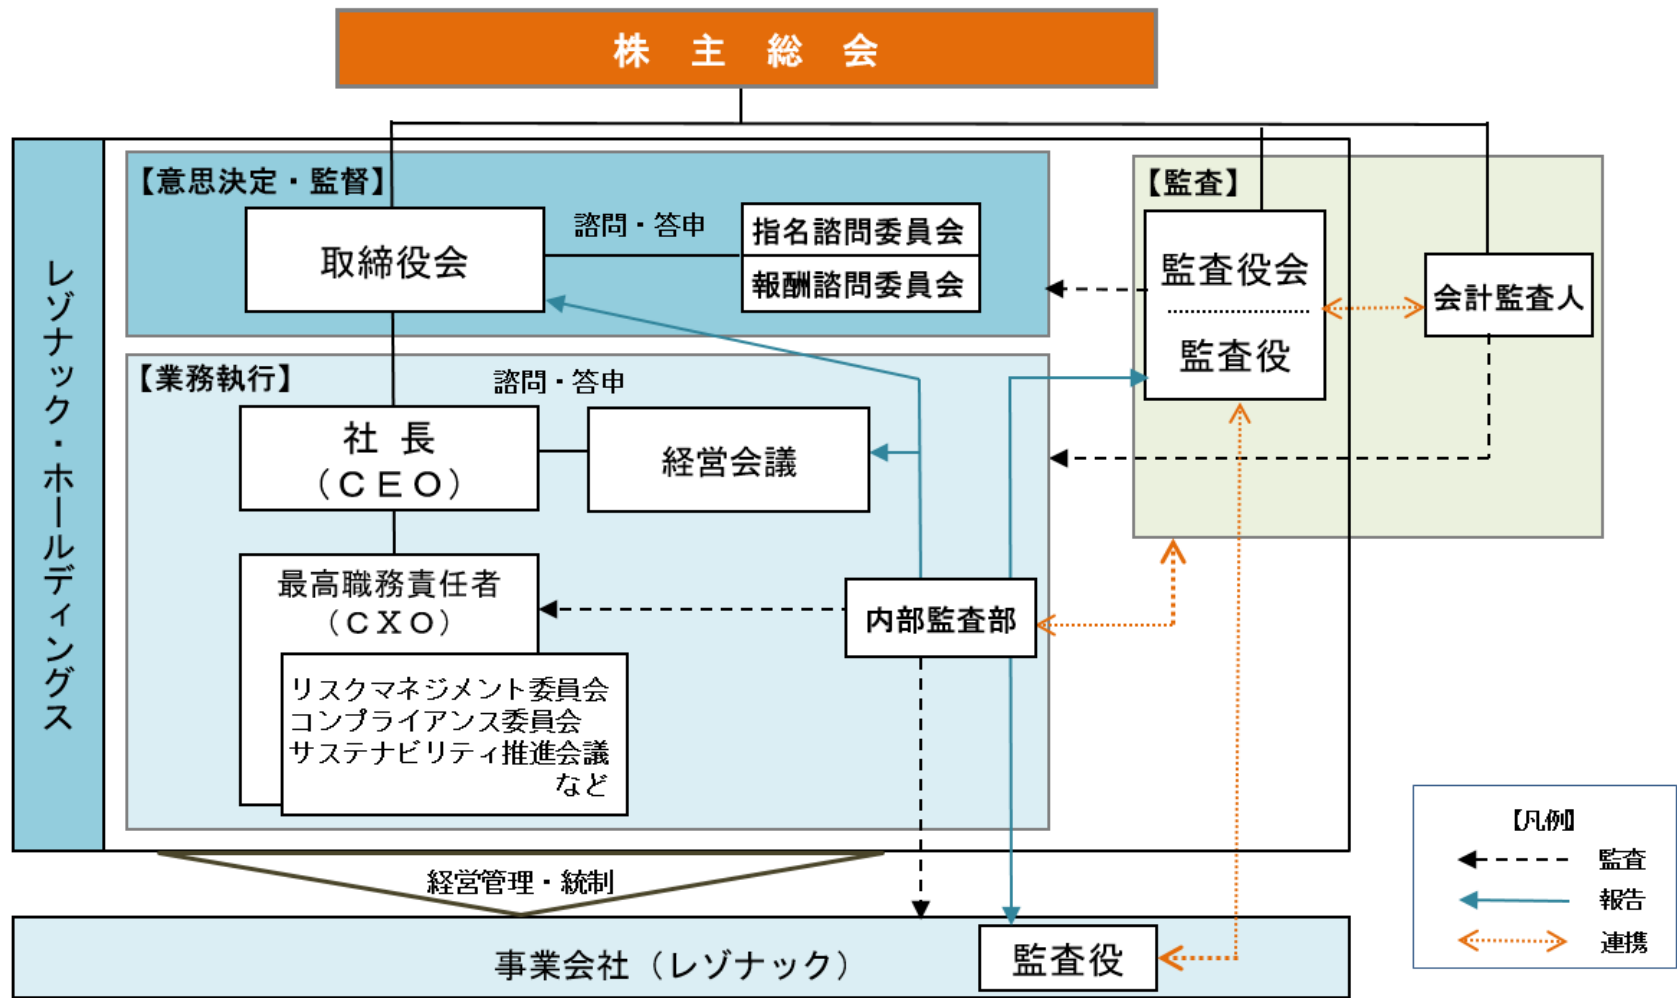 株主総会
レゾナック・ホールディングス
【意思決定・監督】
取締役会
諮問・答申
指名諮問委員会
報酬諮問委員会
【監査】
監査役会
監査役
会計監査人
【業務執行】
諮問・答申
社長
（ＣＥＯ）
経営会議
最高職務責任者
（ＣＸＯ）
リスクマネジメント委員会
コンプライアンス委員会
サステナビリティ推進会議
など
内部監査部
経営管理・統制
事業会社（レゾナック）
監査役
【凡例】
監査
報告
連携